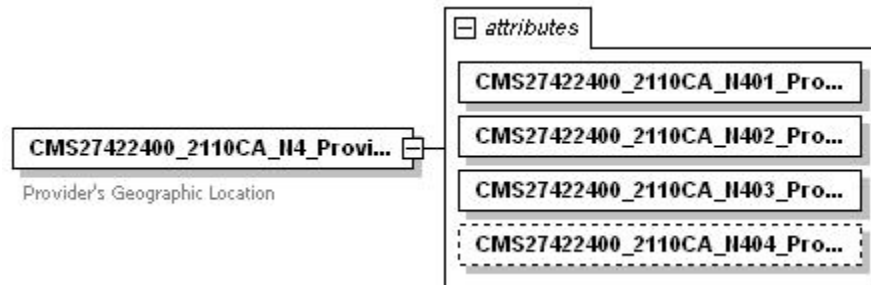 attributes
CMS27422400_2110CA_N401_Pro...
CMS27422400_2110CA_N4_Provi...
CMS27422400_2110CA_N402_Pro...
Provider's Geographic Location
CMS27422400_2110CA_N403_Pro...
CMS27422400_2110CA_N404_Pro...